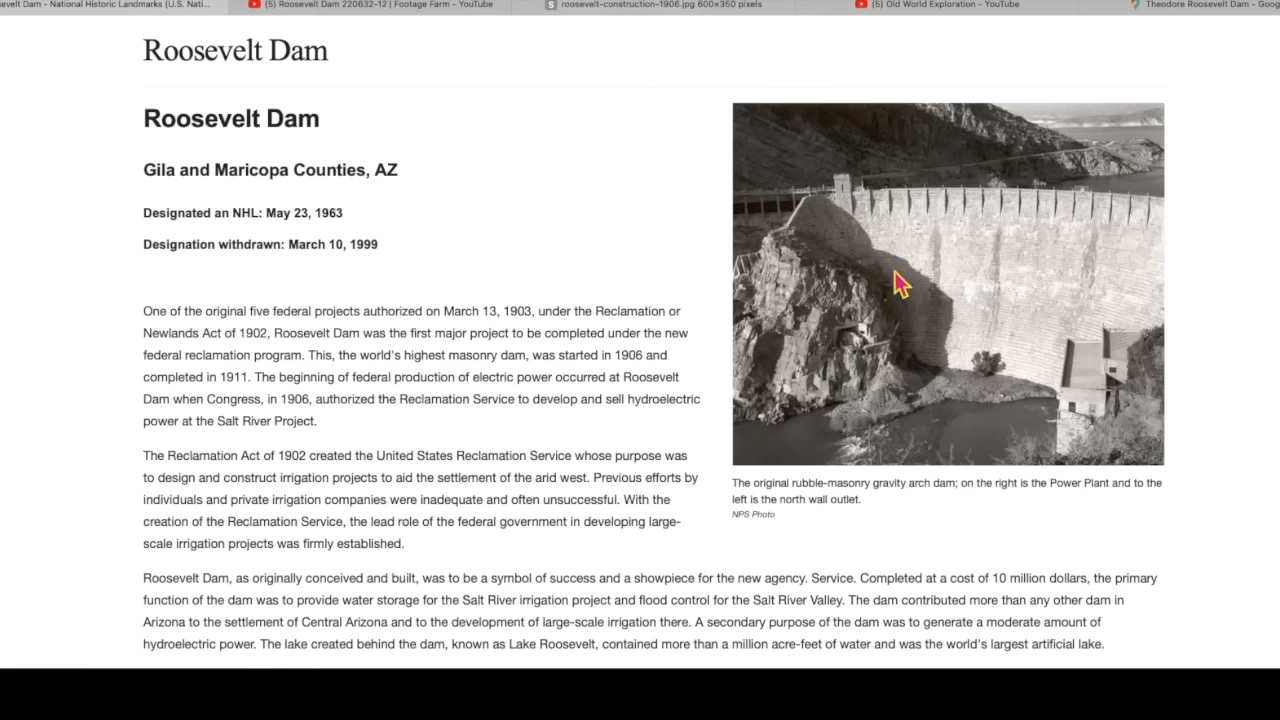 sevelt Dam - National Historic Landmarks (U.S. Nati...
(5) Roosevelt Dam 220632-12 | Footage Farm - YouTube
S roosevelt-construction-1906.jpg 600×350 pixels
(5) Old World Exploration - YouTube
Theodore Roosevelt Dam - Goog
Roosevelt Dam
Roosevelt Dam
Gila and Maricopa Counties, AZ
Designated an NHL: May 23, 1963
Designation withdrawn: March 10, 1999
One of the original five federal projects authorized on March 13, 1903, under the Reclamation or
Newlands Act of 1902, Roosevelt Dam was the first major project to be completed under the new
federal reclamation program. This, the world's highest masonry dam, was started in 1906 and
completed in 1911. The beginning of federal production of electric power occurred at Roosevelt
Dam when Congress, in 1906, authorized the Reclamation Service to develop and sell hydroelectric
power at the Salt River Project.
The Reclamation Act of 1902 created the United States Reclamation Service whose purpose was
to design and construct irrigation projects to aid the settlement of the arid west. Previous efforts by
individuals and private irrigation companies were inadequate and often unsuccessful. With the
creation of the Reclamation Service, the lead role of the federal government in developing large-
scale irrigation projects was firmly established.
The original rubble-masonry gravity arch dam; on the right is the Power Plant and to the
left is the north wall outlet.
NPS Photo
Roosevelt Dam, as originally conceived and built, was to be a symbol of success and a showpiece for the new agency. Service. Completed at a cost of 10 million dollars, the primary
function of the dam was to provide water storage for the Salt River irrigation project and flood control for the Salt River Valley. The dam contributed more than any other dam in
Arizona to the settlement of Central Arizona and to the development of large-scale irrigation there. A secondary purpose of the dam was to generate a moderate amount of
hydroelectric power. The lake created behind the dam, known as Lake Roosevelt, contained more than a million acre-feet of water and was the world's largest artificial lake.